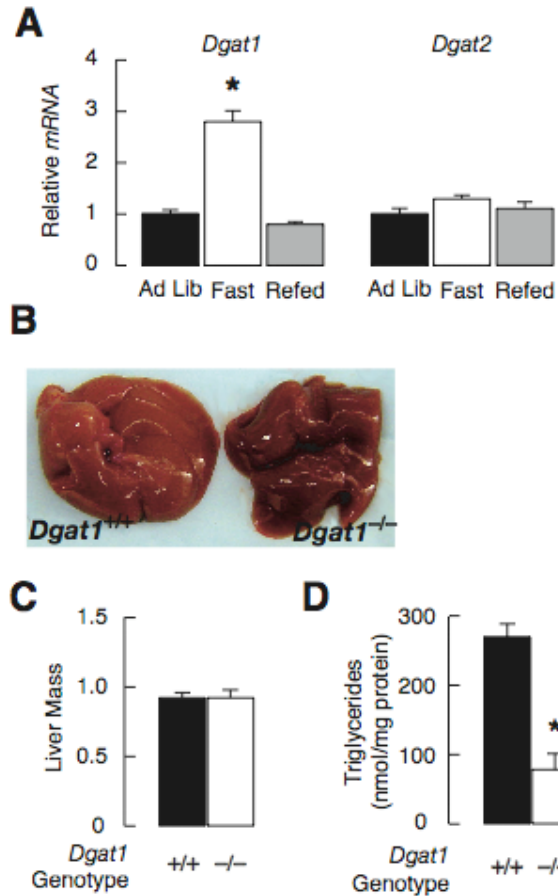 A
Dgat1 Dgat2
Relative mRNA
4
3
2
1
0
*
Ad Lib Fast Refed Ad Lib Fast Refed
B
Dgat1+/+ Dgat1−/−
C
Liver Mass
1.5
1.0
0.5
0
Dgat1
Genotype
+/+ −/−
D
Triglycerides
(nmol/mg protein)
300
200
100
0
*
Dgat1
Genotype
+/+ −/−